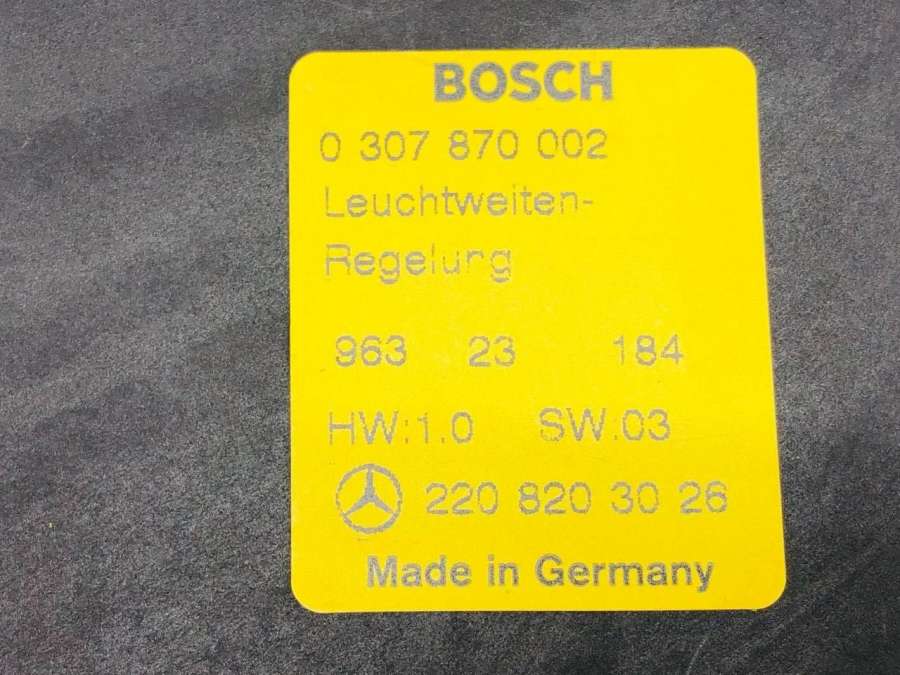 BOSCH
0 307 870 002
Leuchtweiten-
Regelung
963 23 184
HW:1.0 SW:03
220 820 30 26
Made in Germany